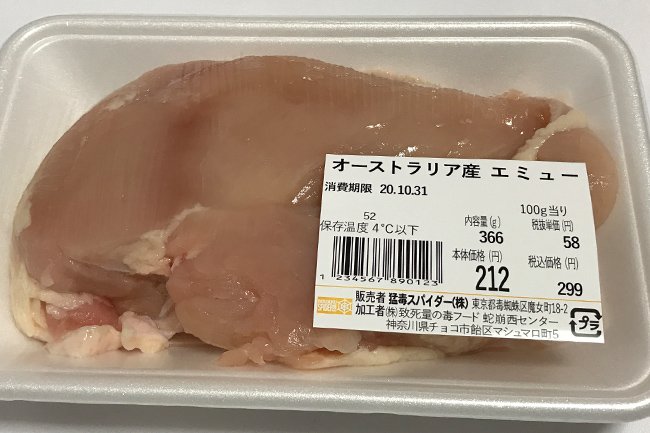 オーストラリア産 エミュー
消費期限 20.10.31
52
保存温度 4℃以下
内容量(g)
366
100g当り
税抜単価(円)
58
本体価格(円)
212
税込価格(円)
299
1 234567 890123
販売者 猛毒スパイダー(株) 東京都毒蜘蛛区魔女町18-2
加工者 (株)致死量の毒フード 蛇崩西センター
神奈川県チョコ市飴区マシュマロ町5
プラ